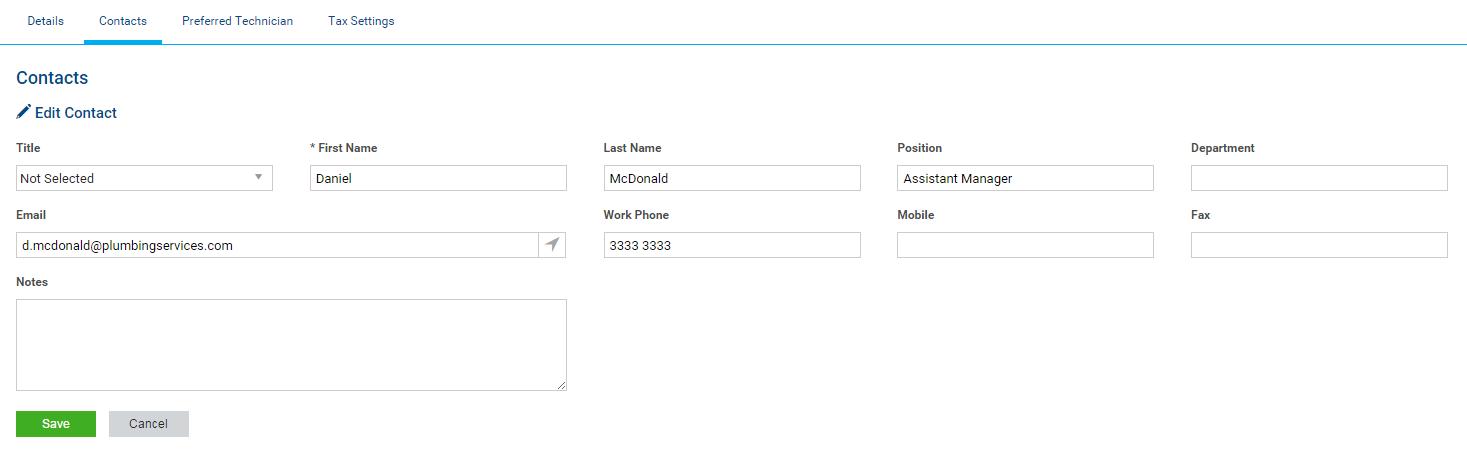 Details Contacts Preferred Technician Tax Settings
Contacts
Edit Contact
Title * First Name Last Name Position Department
Not Selected Daniel McDonald Assistant Manager
Email Work Phone Mobile Fax
d.mcdonald@plumbingservices.com 3333 3333
Notes
Save Cancel